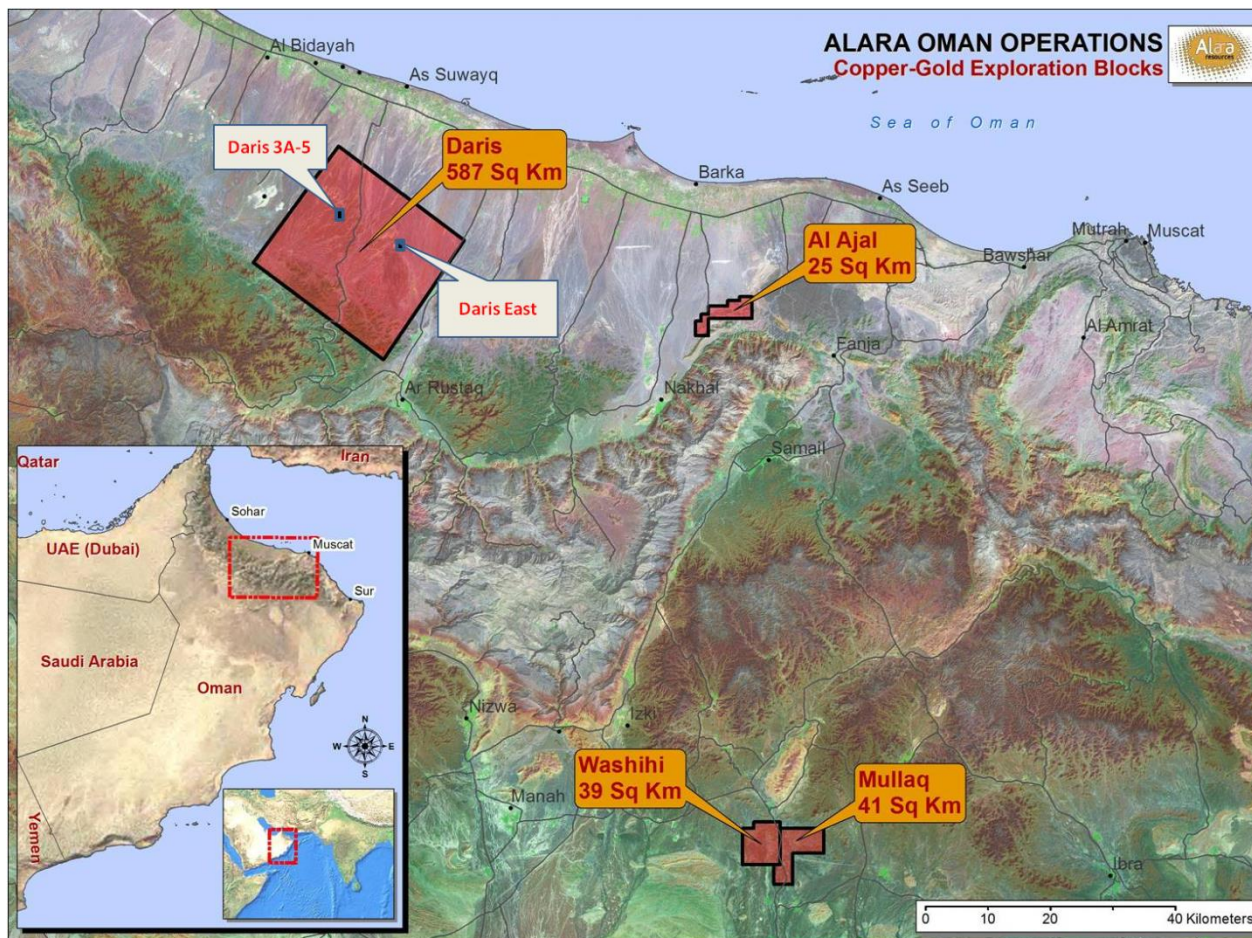 ALARA OMAN OPERATIONS
Copper-Gold Exploration Blocks
Alara
resources
Al Bidayah
As Suwayq
Sea of Oman
Daris 3A-5
Daris
587 Sq Km
Barka
As Seeb
Mutrah
Muscat
Al Ajal
25 Sq Km
Bawshar
Daris East
Al Amrat
Fanja
Ar Rustaq
Nakhal
Samail
Qatar
Iran
Sohar
UAE (Dubai)
Muscat
Sur
Saudi Arabia
Oman
Yemen
N
W
E
S
Nizwa
Izki
Manah
Washihi
39 Sq Km
Mullaq
41 Sq Km
Ibra
0 10 20 40 Kilometers